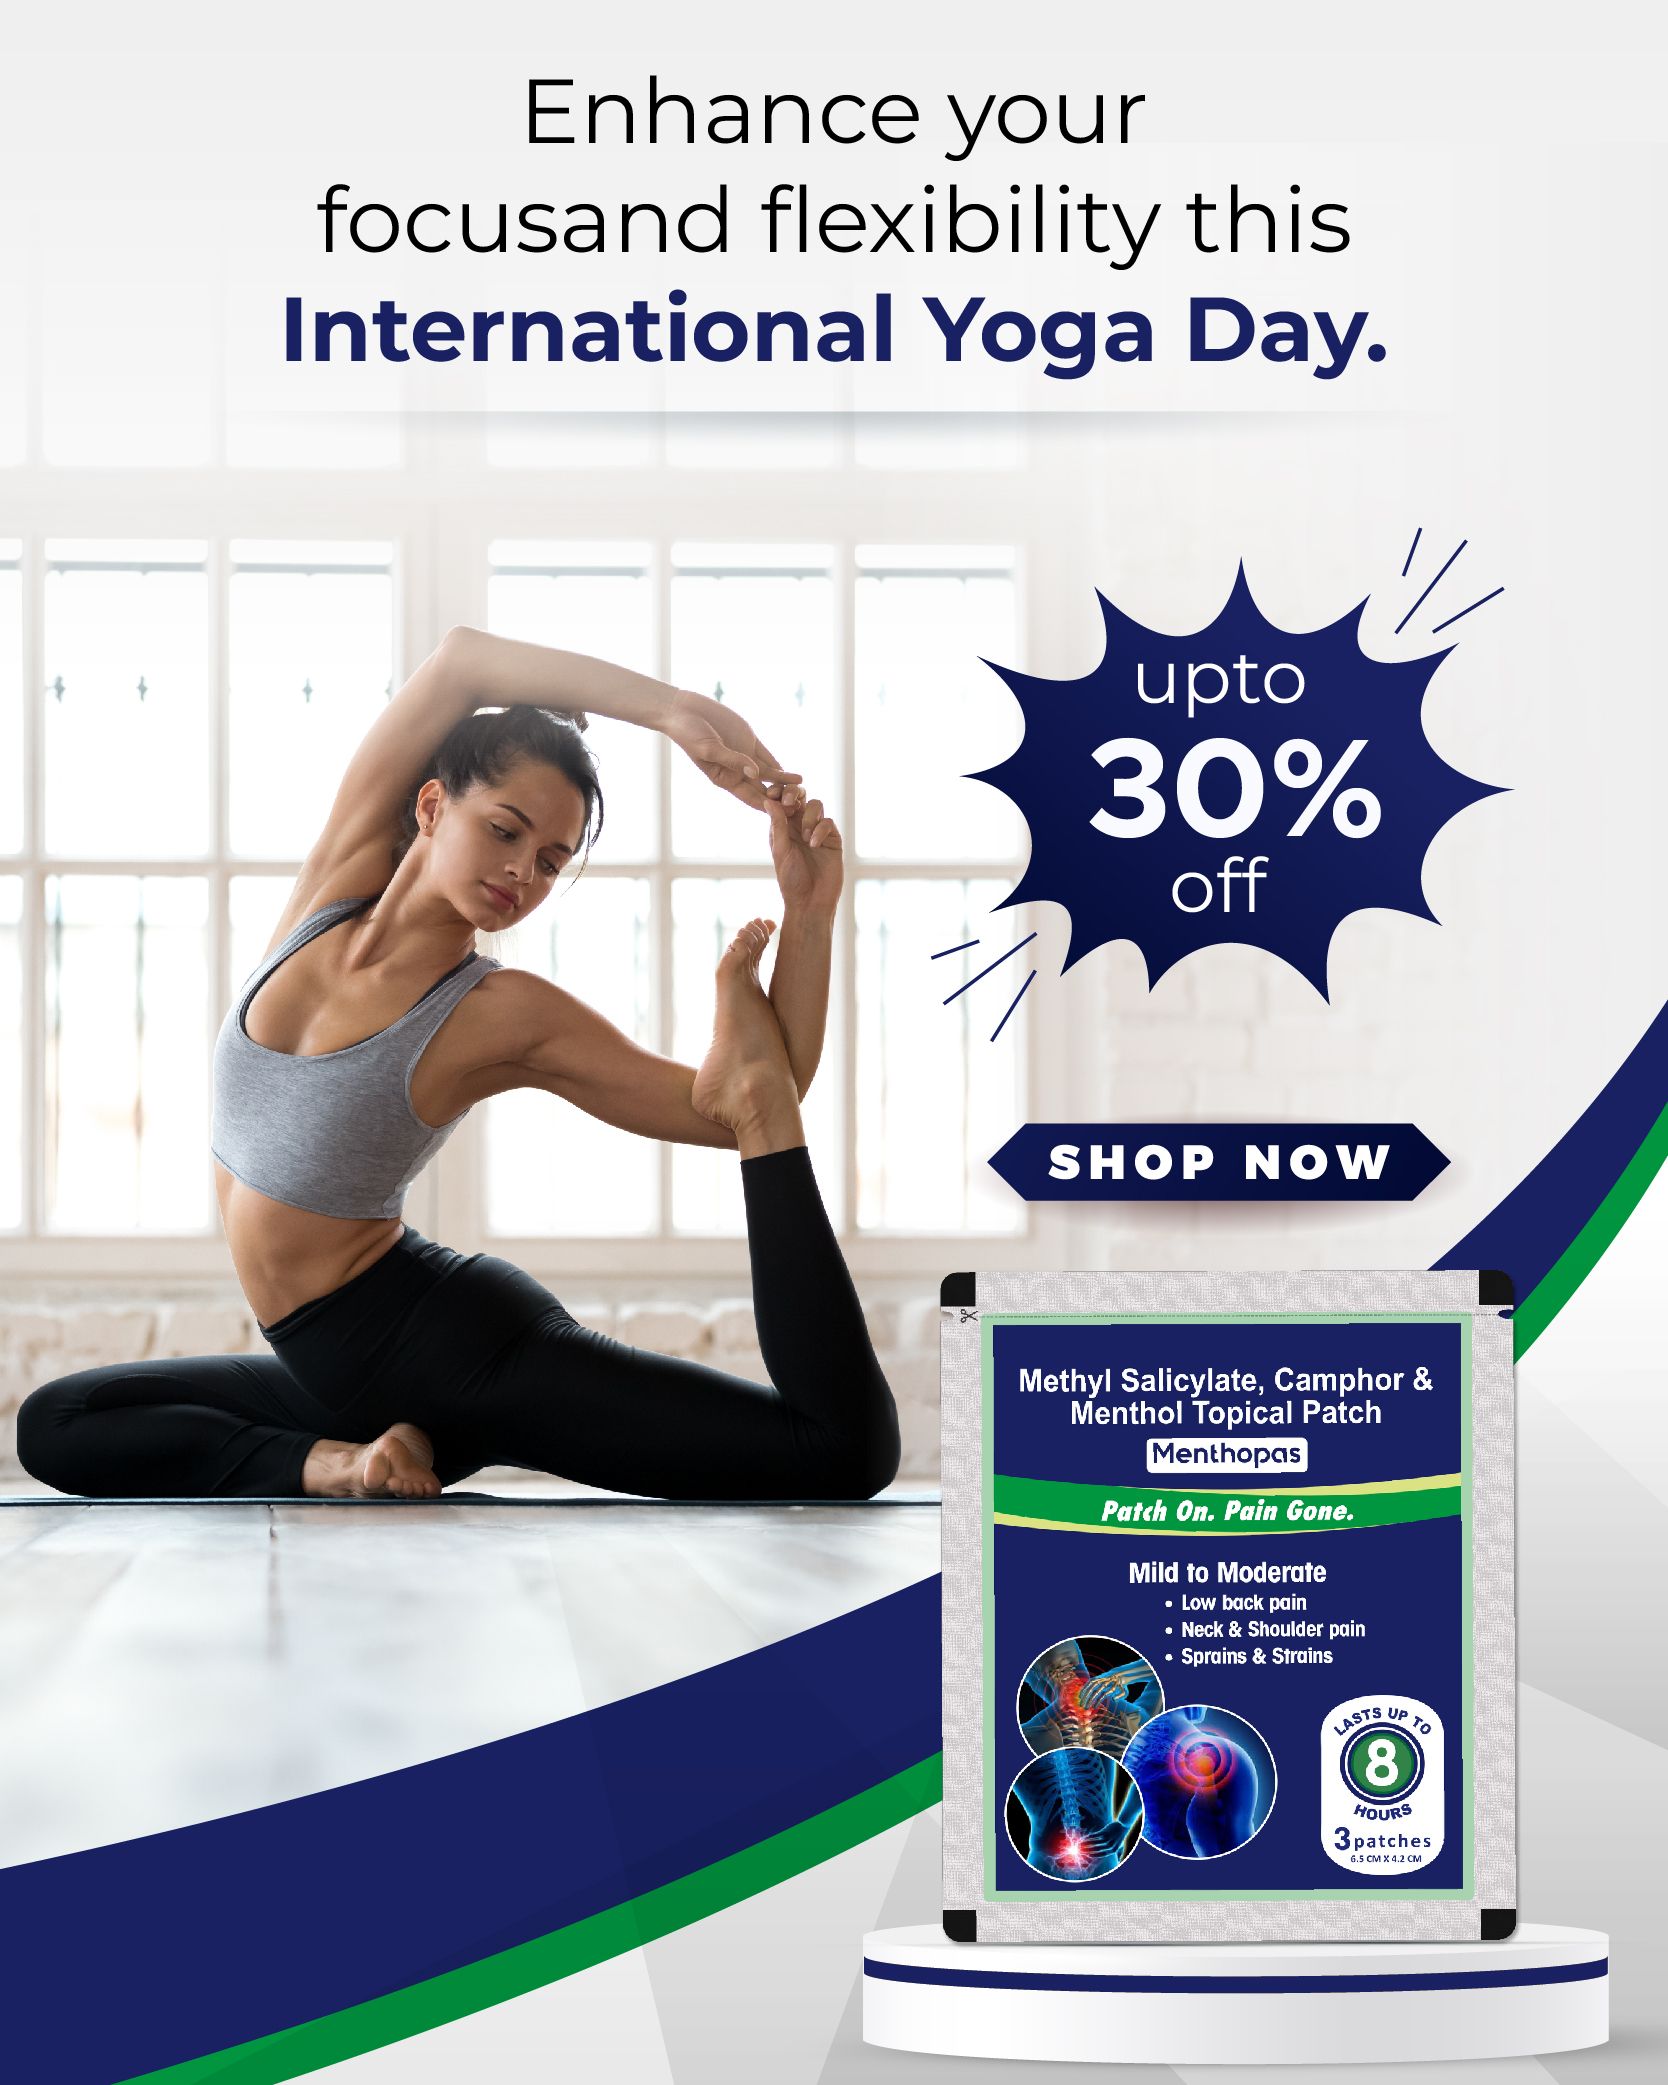 Enhance your
focusand flexibility this
International Yoga Day.
upto
30%
off
SHOP NOW
Methyl Salicylate, Camphor &
Menthol Topical Patch
Menthopas
Patch On. Pain Gone.
Mild to Moderate
• Low back pain
• Neck & Shoulder pain
• Sprains & Strains
LASTS UP TO
8
HOURS
3 patches
6.5 CM X 4.2 CM